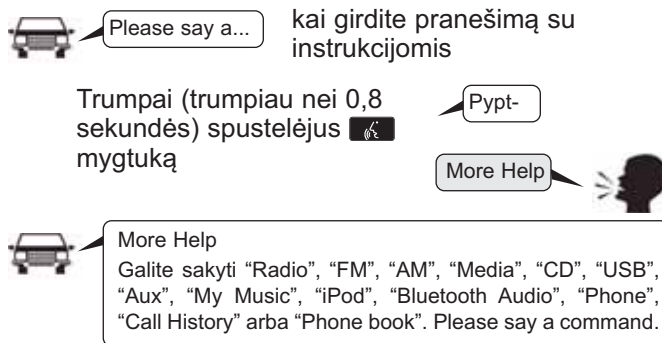 Please say a...
kai girdite pranešimą su
instrukcijomis
Trumpai (trumpiau nei 0,8
sekundės) spustelėjus
mygtuką
Pypt-
More Help
More Help
Galite sakyti “Radio”, “FM”, “AM”, “Media”, “CD”, “USB”,
“Aux”, “My Music”, “iPod”, “Bluetooth Audio”, “Phone”,
“Call History” arba “Phone book”. Please say a command.